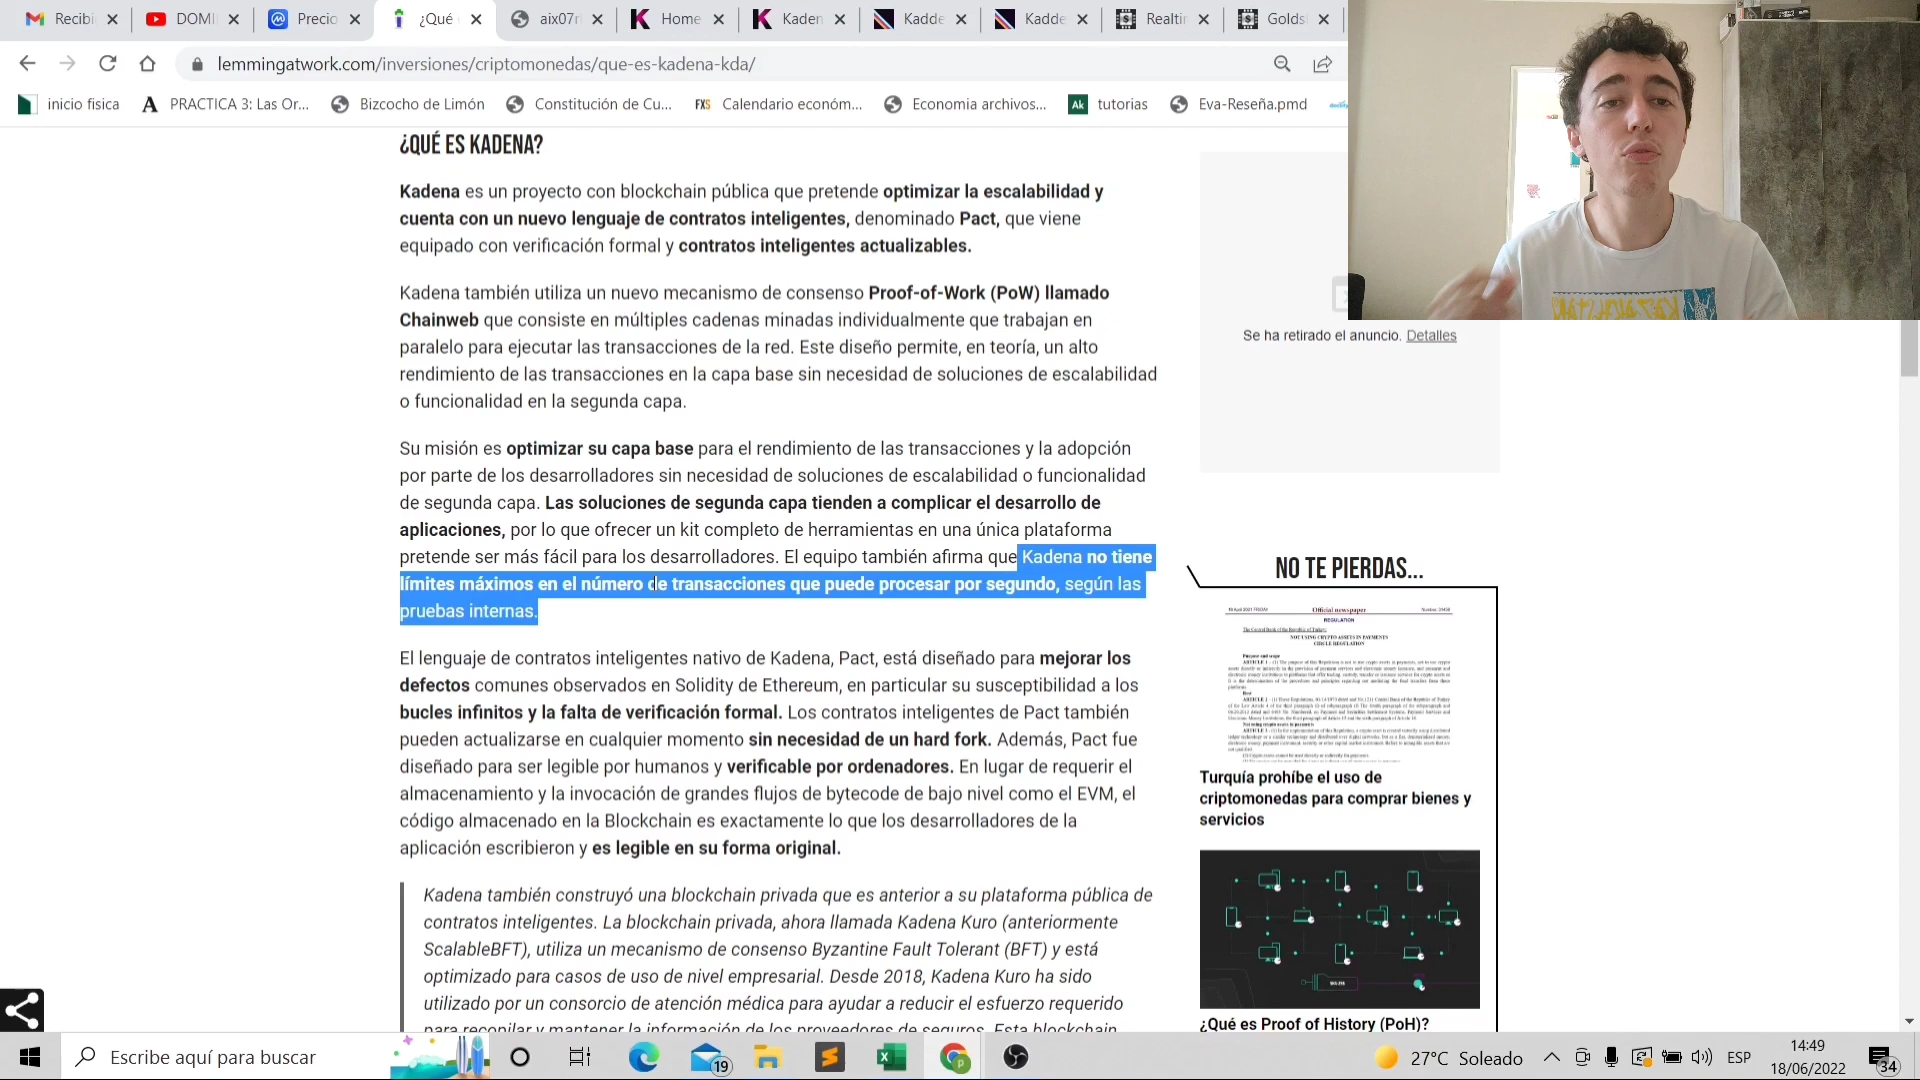 Recibi
DOMI
Precio
¿Qué
aix07r
Home
Kaden
Kadde
Kadde
Realtir
Golds
lemmingatwork.com/inversiones/criptomonedas/que-es-kadena-kda/
inicio fisica
PRACTICA 3: Las Or...
Bizcocho de Limón
Constitución de Cu...
FXS Calendario económ...
Economia archivos...
Ak tutorias
Eva-Reseña.pmd
¿QUÉ ES KADENA?
Kadena es un proyecto con blockchain pública que pretende optimizar la escalabilidad y
cuenta con un nuevo lenguaje de contratos inteligentes, denominado Pact, que viene
equipado con verificación formal y contratos inteligentes actualizables.
Kadena también utiliza un nuevo mecanismo de consenso Proof-of-Work (PoW) llamado
Chainweb que consiste en múltiples cadenas minadas individualmente que trabajan en
paralelo para ejecutar las transacciones de la red. Este diseño permite, en teoría, un alto
rendimiento de las transacciones en la capa base sin necesidad de soluciones de escalabilidad
o funcionalidad en la segunda capa.
Su misión es optimizar su capa base para el rendimiento de las transacciones y la adopción
por parte de los desarrolladores sin necesidad de soluciones de escalabilidad o funcionalidad
de segunda capa. Las soluciones de segunda capa tienden a complicar el desarrollo de
aplicaciones, por lo que ofrecer un kit completo de herramientas en una única plataforma
pretende ser más fácil para los desarrolladores. El equipo también afirma que Kadena no tiene
límites máximos en el número de transacciones que puede procesar por segundo, según las
pruebas internas.
El lenguaje de contratos inteligentes nativo de Kadena, Pact, está diseñado para mejorar los
defectos comunes observados en Solidity de Ethereum, en particular su susceptibilidad a los
bucles infinitos y la falta de verificación formal. Los contratos inteligentes de Pact también
pueden actualizarse en cualquier momento sin necesidad de un hard fork. Además, Pact fue
diseñado para ser legible por humanos y verificable por ordenadores. En lugar de requerir el
almacenamiento y la invocación de grandes flujos de bytecode de bajo nivel como el EVM, el
código almacenado en la Blockchain es exactamente lo que los desarrolladores de la
aplicación escribieron y es legible en su forma original.
Kadena también construyó una blockchain privada que es anterior a su plataforma pública de
contratos inteligentes. La blockchain privada, ahora llamada Kadena Kuro (anteriormente
ScalableBFT), utiliza un mecanismo de consenso Byzantine Fault Tolerant (BFT) y está
optimizado para casos de uso de nivel empresarial. Desde 2018, Kadena Kuro ha sido
utilizado por un consorcio de atención médica para ayudar a reducir el esfuerzo requerido
para recopilar y mantener la información de los proveedores de seguros. Esta blockchain
Se ha retirado el anuncio. Detalles
NO TE PIERDAS...
Official newspaper
REGULATION
Turquía prohíbe el uso de
criptomonedas para comprar bienes y
servicios
¿Qué es Proof of History (PoH)?
Escribe aquí para buscar
19
27°C Soleado
ESP
14:49
18/06/2022
34